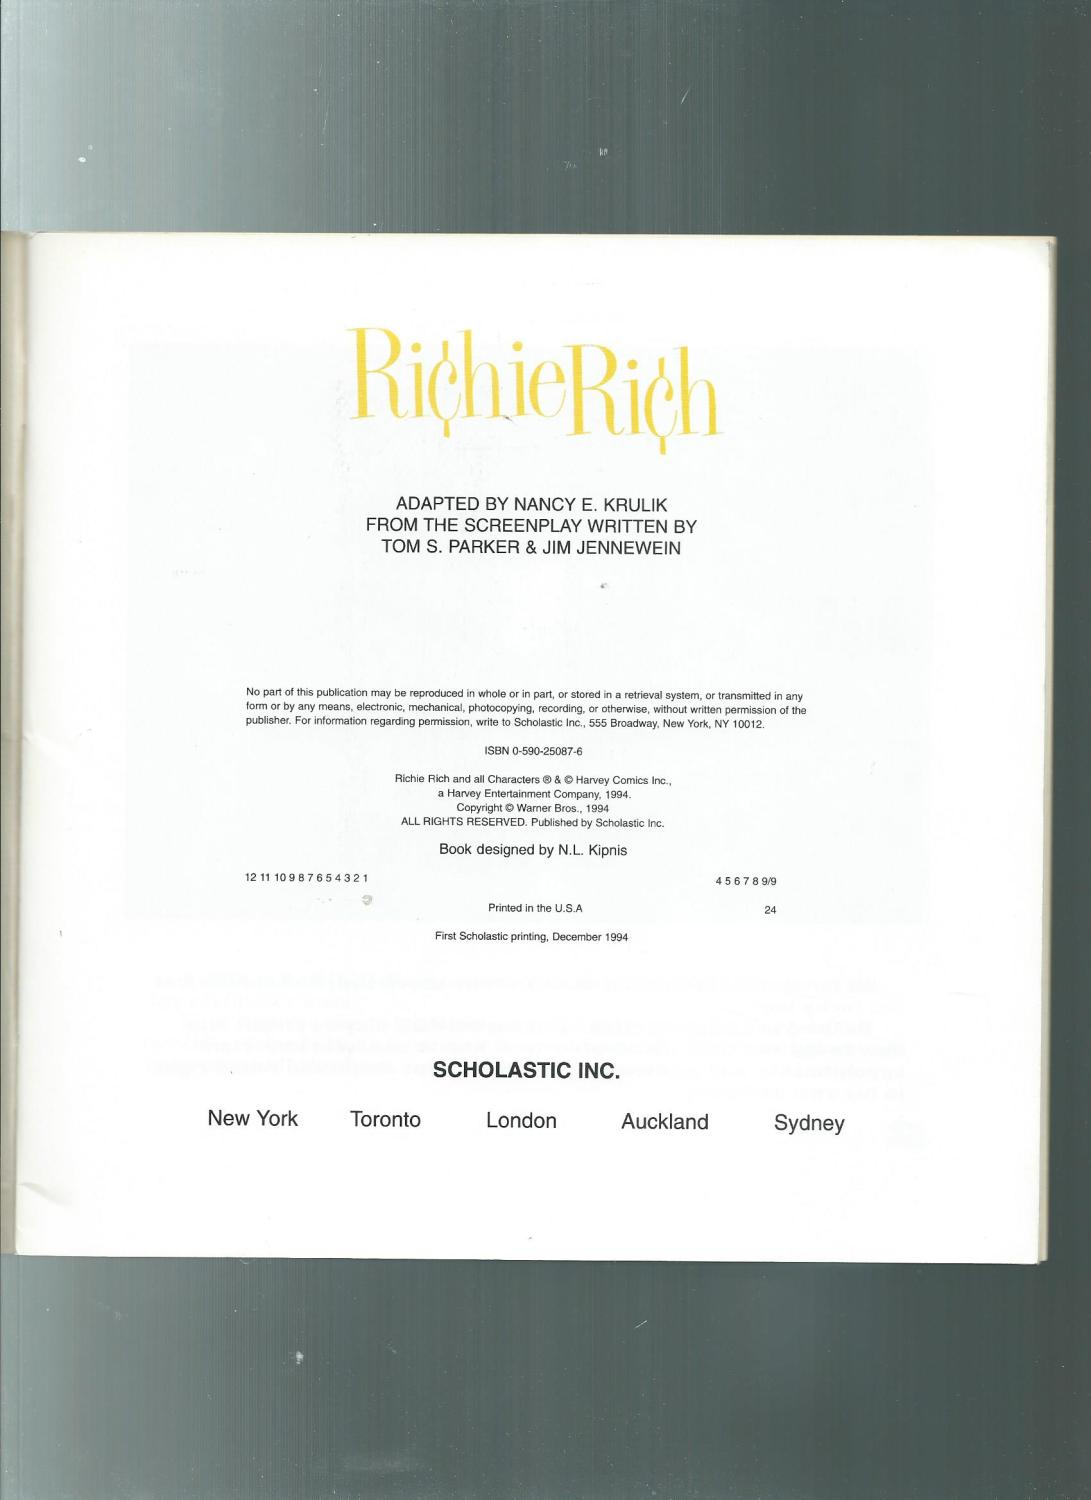 Ri¢hie Ri¢h
ADAPTED BY NANCY E. KRULIK
FROM THE SCREENPLAY WRITTEN BY
TOM S. PARKER & JIM JENNEWEIN
No part of this publication may be reproduced in whole or in part, or stored in a retrieval system, or transmitted in any
form or by any means, electronic, mechanical, photocopying, recording, or otherwise, without written permission of the
publisher. For information regarding permission, write to Scholastic Inc., 555 Broadway, New York, NY 10012.
ISBN 0-590-25087-6
Richie Rich and all Characters ® & © Harvey Comics Inc.,
a Harvey Entertainment Company, 1994.
Copyright © Warner Bros., 1994
ALL RIGHTS RESERVED. Published by Scholastic Inc.
Book designed by N.L. Kipnis
12 11 10 9 8 7 6 5 4 3 2 1 4 5 6 7 8 9/9
Printed in the U.S.A 24
First Scholastic printing, December 1994
SCHOLASTIC INC.
New York Toronto London Auckland Sydney